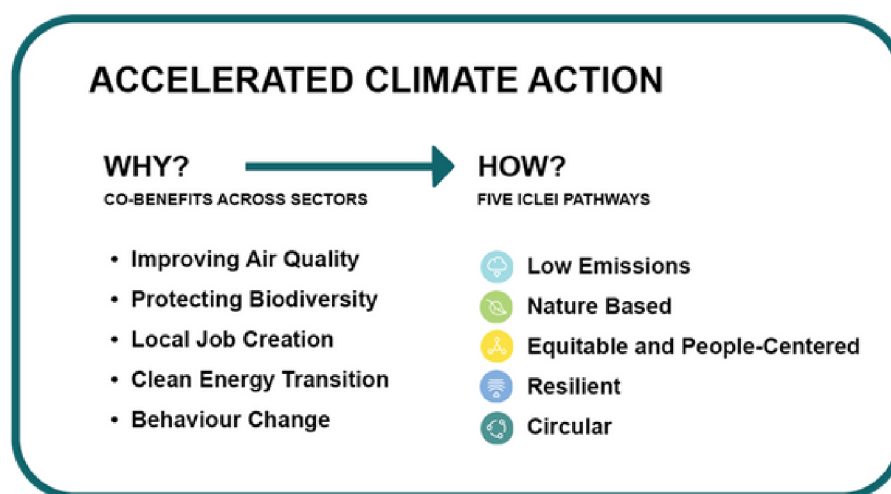 ACCELERATED CLIMATE ACTION
WHY?
CO-BENEFITS ACROSS SECTORS
• Improving Air Quality
• Protecting Biodiversity
• Local Job Creation
• Clean Energy Transition
• Behaviour Change
HOW?
FIVE ICLEI PATHWAYS
Low Emissions
Nature Based
Equitable and People-Centered
Resilient
Circular